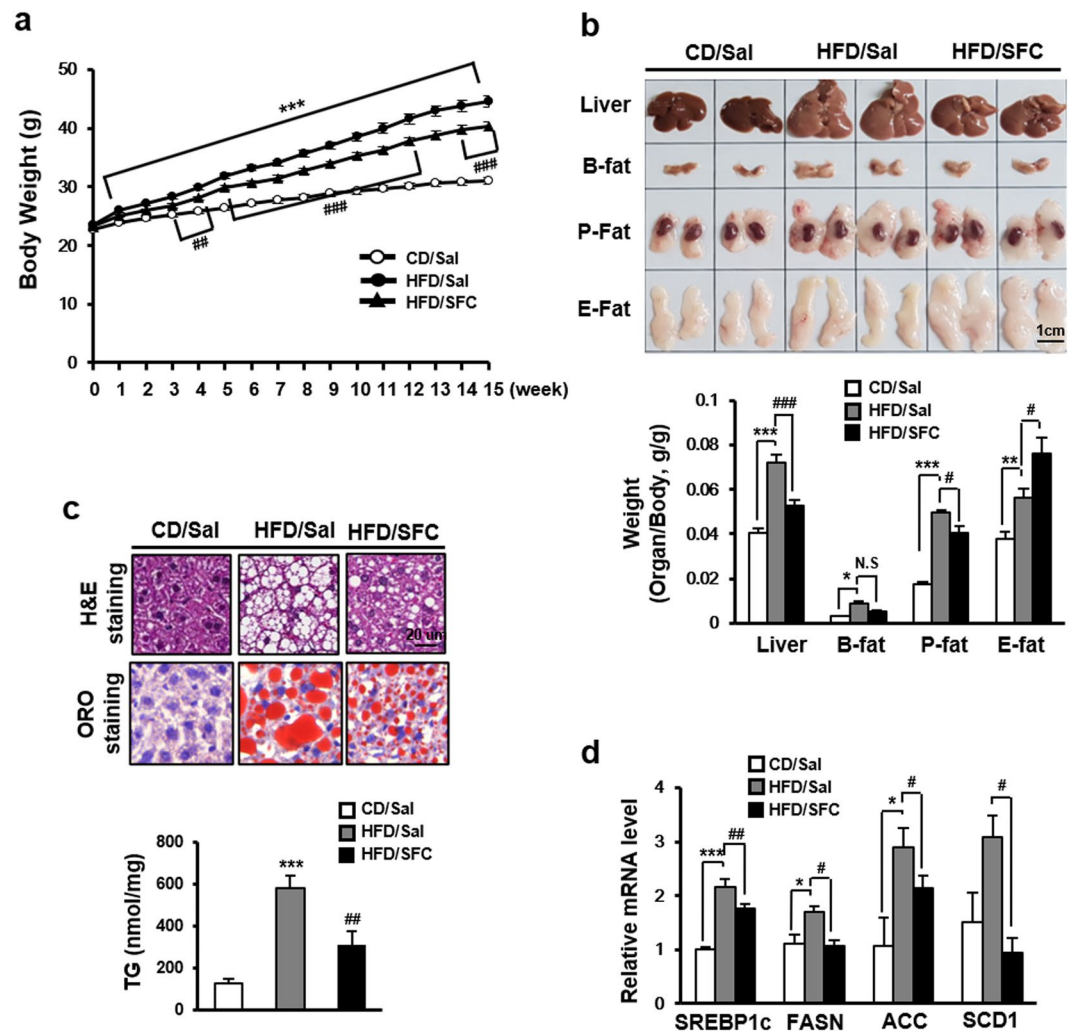 a
Body Weight (g)
50
40
30
20
10
0
***
##
###
###
CD/Sal
HFD/Sal
HFD/SFC
0 1 2 3 4 5 6 7 8 9 10 11 12 13 14 15 (week)
b
CD/Sal HFD/Sal HFD/SFC
Liver
B-fat
P-Fat
E-Fat
1cm
Weight
(Organ/Body, g/g)
0.1
0.08
0.06
0.04
0.02
0
CD/Sal
HFD/Sal
HFD/SFC
*** ###
* N.S
*** #
** #
Liver B-fat P-fat E-fat
c
CD/Sal HFD/Sal HFD/SFC
H&E
staining
20 um
ORO
staining
CD/Sal
HFD/Sal
HFD/SFC
TG (nmol/mg)
800
600
400
200
0
***
##
d
CD/Sal
HFD/Sal
HFD/SFC
Relative mRNA level
4
3
2
1
0
*** ##
* #
* #
#
SREBP1c FASN ACC SCD1